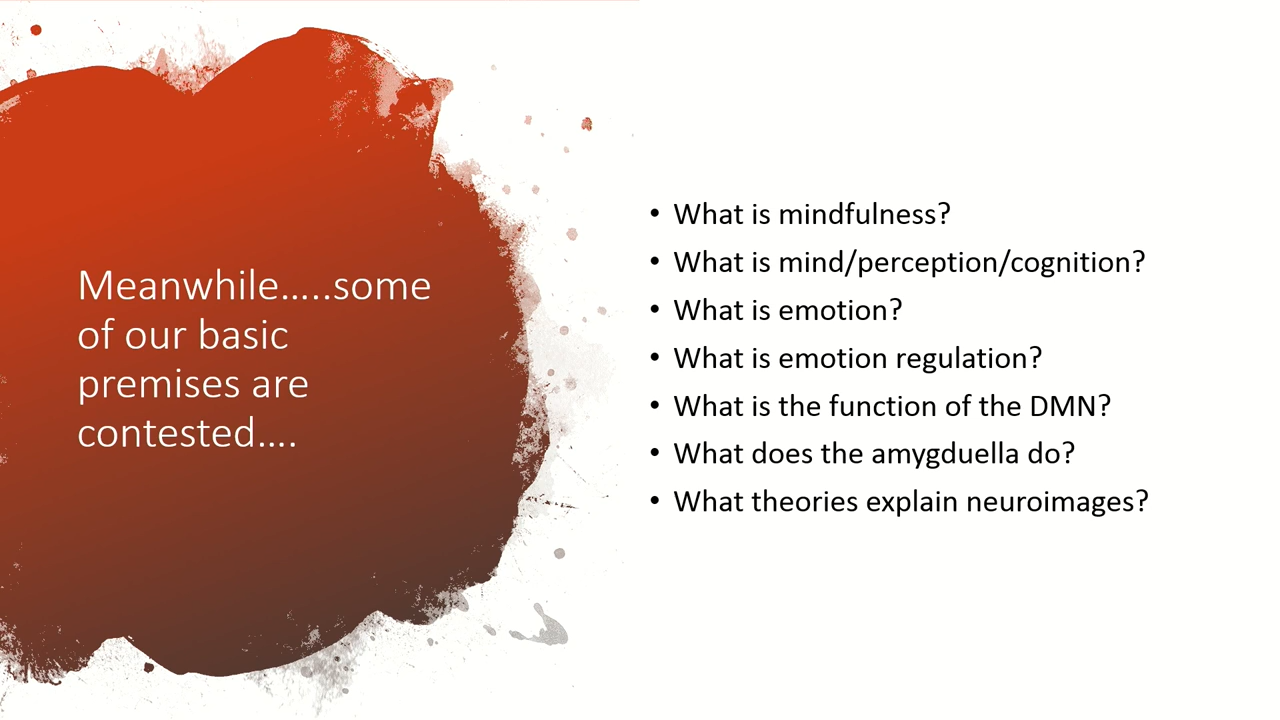 Meanwhile…..some
of our basic
premises are
contested….
• What is mindfulness?
• What is mind/perception/cognition?
• What is emotion?
• What is emotion regulation?
• What is the function of the DMN?
• What does the amygduella do?
• What theories explain neuroimages?